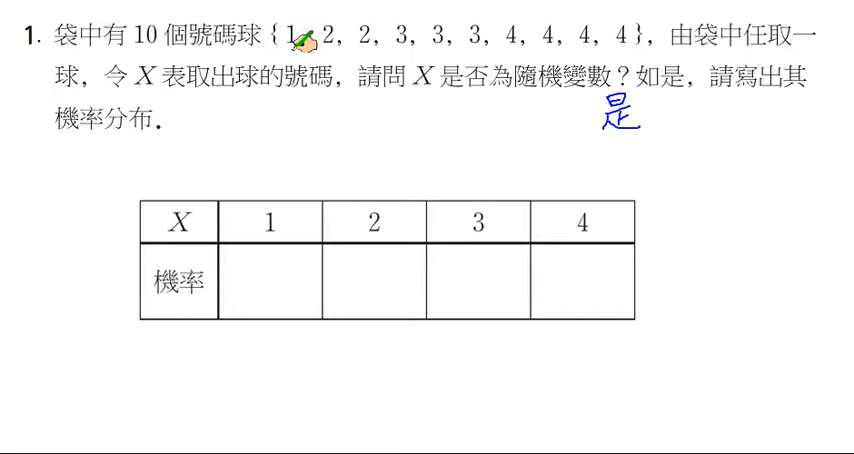 1. 袋中有 10 個號碼球 { 1, 2, 2, 3, 3, 3, 4, 4, 4, 4 }，由袋中任取一
球，令 X 表取出球的號碼，請問 X 是否為隨機變數？如是，請寫出其
機率分布．
是
X 1 2 3 4
機率